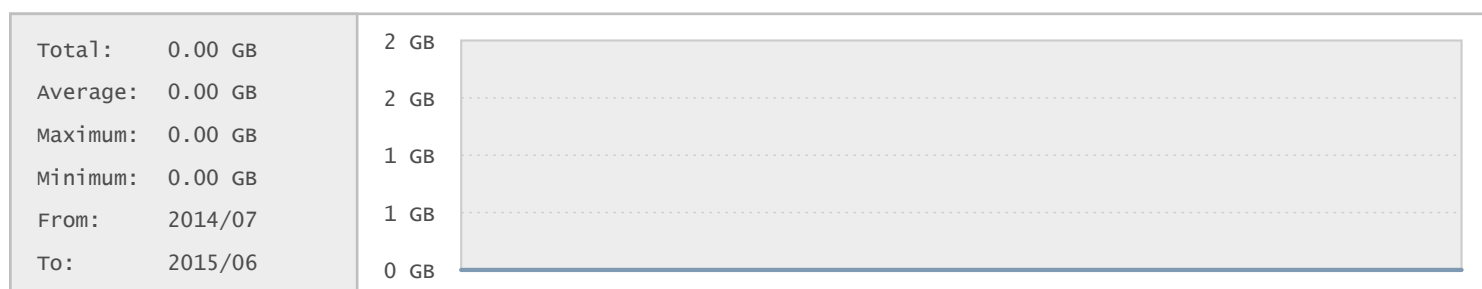 Total: 0.00 GB
Average: 0.00 GB
Maximum: 0.00 GB
Minimum: 0.00 GB
From: 2014/07
To: 2015/06
2 GB
2 GB
1 GB
1 GB
0 GB